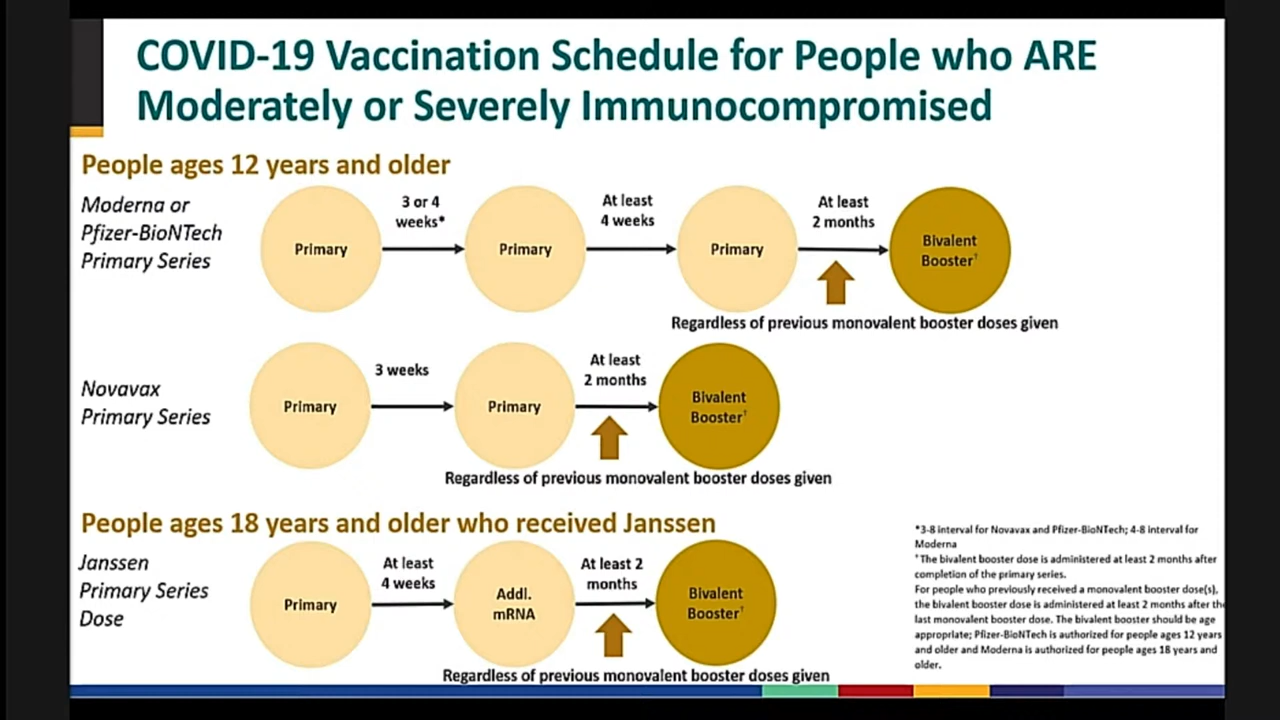 COVID-19 Vaccination Schedule for People who ARE
Moderately or Severely Immunocompromised
People ages 12 years and older
Moderna or
Pfizer-BioNTech
Primary Series
Primary
3 or 4
weeks*
Primary
At least
4 weeks
Primary
At least
2 months
Bivalent
Booster†
Regardless of previous monovalent booster doses given
Novavax
Primary Series
Primary
3 weeks
Primary
At least
2 months
Bivalent
Booster†
Regardless of previous monovalent booster doses given
People ages 18 years and older who received Janssen
Janssen
Primary Series
Dose
Primary
At least
4 weeks
Addl.
mRNA
At least 2
months
Bivalent
Booster†
Regardless of previous monovalent booster doses given
*3-8 interval for Novavax and Pfizer-BioNTech; 4-8 interval for
Moderna
†The bivalent booster dose is administered at least 2 months after
completion of the primary series.
For people who previously received a monovalent booster dose(s),
the bivalent booster dose is administered at least 2 months after the
last monovalent booster dose. The bivalent booster should be age
appropriate; Pfizer-BioNTech is authorized for people ages 12 years
and older and Moderna is authorized for people ages 18 years and
older.